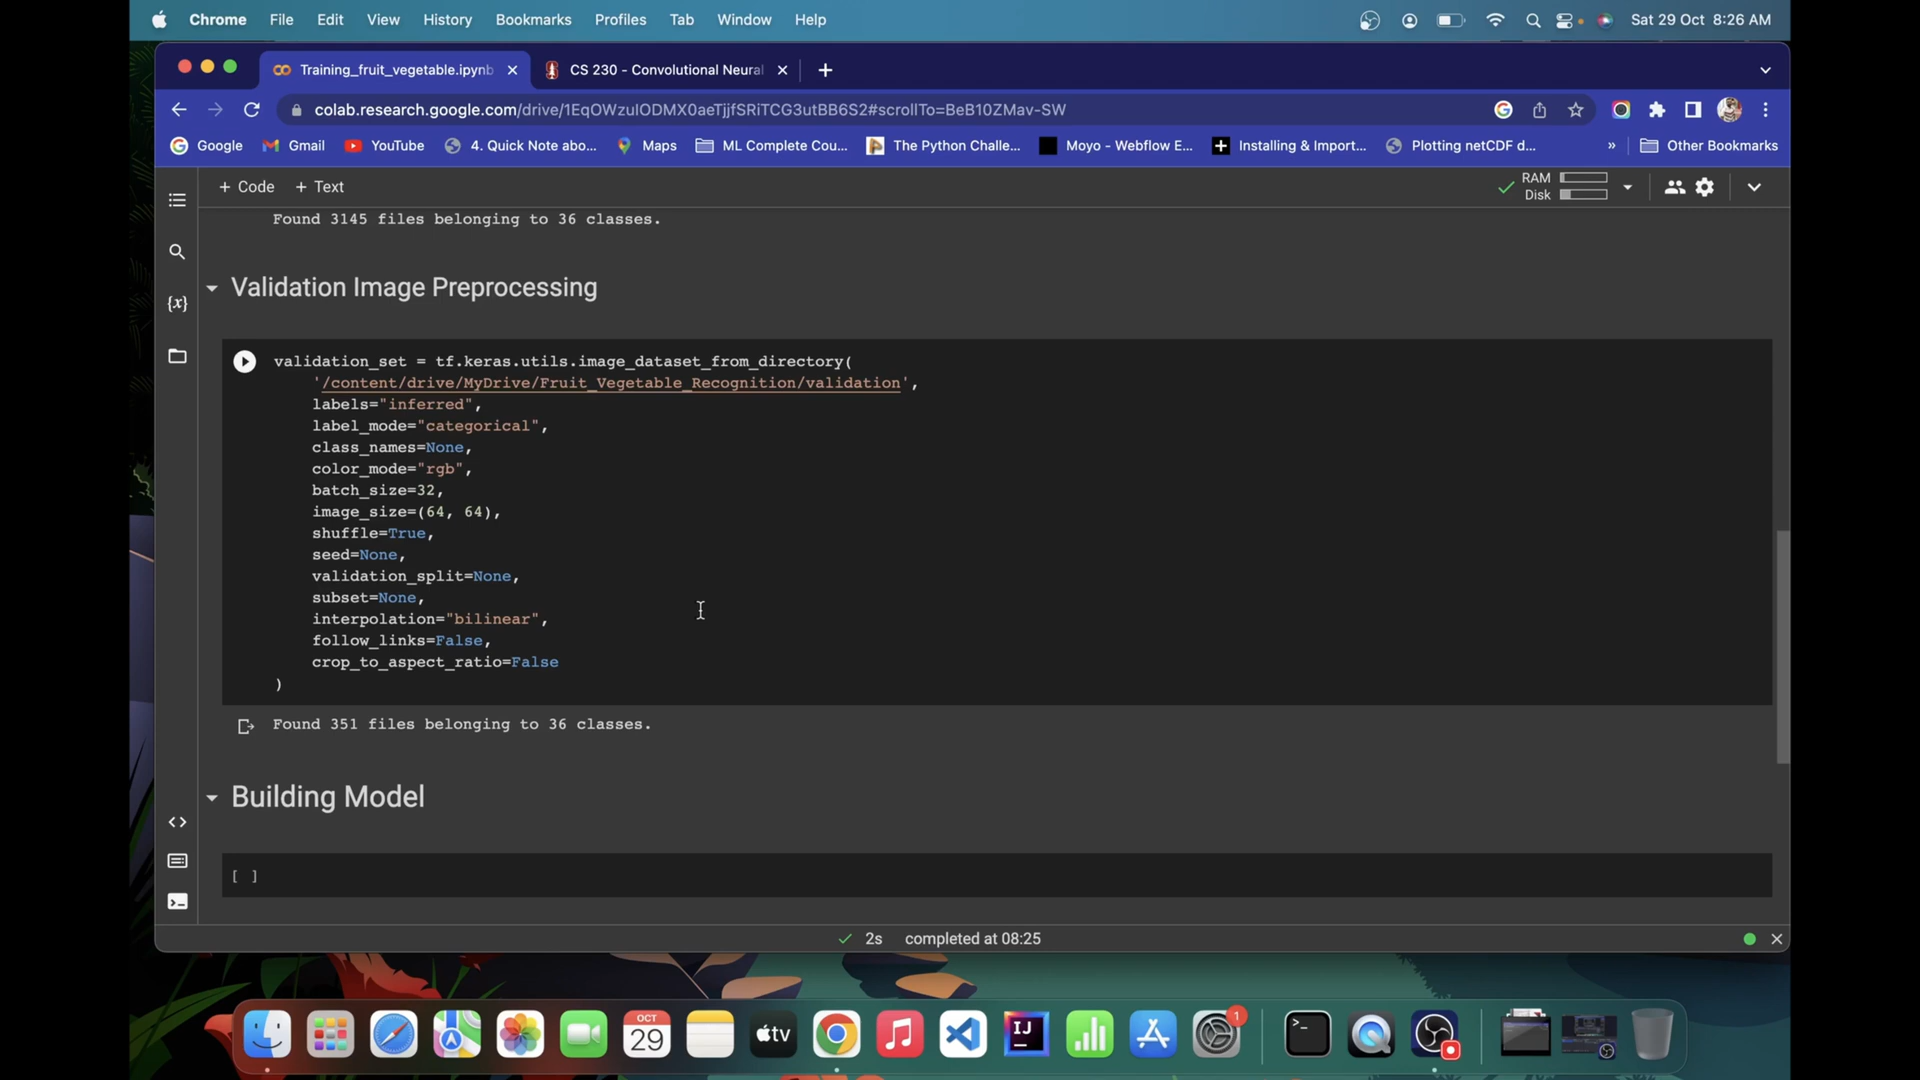 Chrome File Edit View History Bookmarks Profiles Tab Window Help Sat 29 Oct 8:26 AM
Training_fruit_vegetable.ipynb CS 230 - Convolutional Neural
colab.research.google.com/drive/1EqOWzulODMX0aeTjjfSRiTCG3utBB6S2#scrollTo=BeB10ZMav-SW
Google Gmail YouTube 4. Quick Note abo... Maps ML Complete Cou... The Python Challe... Moyo - Webflow E... Installing & Import... Plotting netCDF d... » Other Bookmarks
+ Code + Text RAM
Disk
Found 3145 files belonging to 36 classes.
Validation Image Preprocessing
validation_set = tf.keras.utils.image_dataset_from_directory(
'/content/drive/MyDrive/Fruit_Vegetable_Recognition/validation',
labels="inferred",
label_mode="categorical",
class_names=None,
color_mode="rgb",
batch_size=32,
image_size=(64, 64),
shuffle=True,
seed=None,
validation_split=None,
subset=None,
interpolation="bilinear",
follow_links=False,
crop_to_aspect_ratio=False
)
Found 351 files belonging to 36 classes.
Building Model
[ ]
2s completed at 08:25
OCT
29
tv
IJ
1